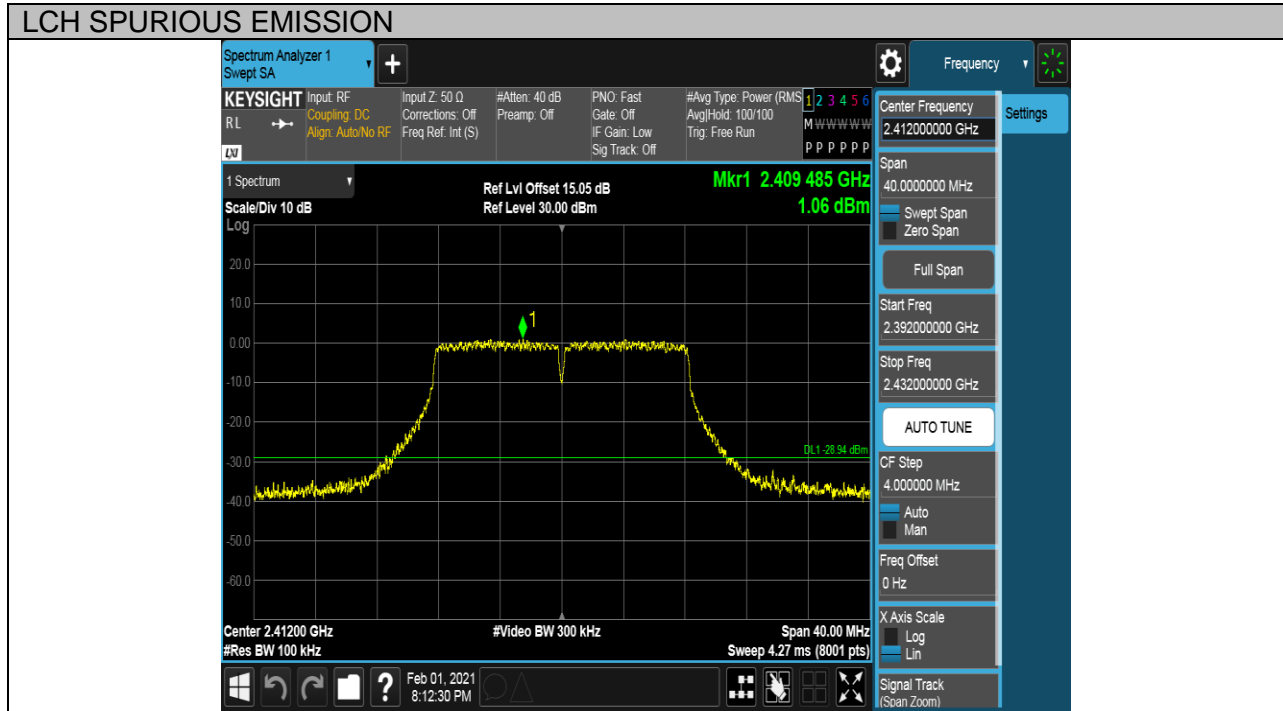 LCH SPURIOUS EMISSION
Spectrum Analyzer 1
Swept SA
+
Frequency
KEYSIGHT
RL
LXI
Input: RF
Coupling: DC
Align: Auto/No RF
Input Z: 50 Ω
Corrections: Off
Freq Ref: Int (S)
#Atten: 40 dB
Preamp: Off
PNO: Fast
Gate: Off
IF Gain: Low
Sig Track: Off
#Avg Type: Power (RMS
Avg|Hold: 100/100
Trig: Free Run
1 2 3 4 5 6
M W W W W W
P P P P P P
1 Spectrum
Scale/Div 10 dB
Ref Lvl Offset 15.05 dB
Ref Level 30.00 dBm
Mkr1 2.409 485 GHz
1.06 dBm
Log
20.0
10.0
0.00
-10.0
-20.0
-30.0
-40.0
-50.0
-60.0
1
DL1 -28.94 dBm
Center 2.41200 GHz
#Res BW 100 kHz
#Video BW 300 kHz
Span 40.00 MHz
Sweep 4.27 ms (8001 pts)
Feb 01, 2021
8:12:30 PM
?
Center Frequency
2.412000000 GHz
Settings
Span
40.0000000 MHz
Swept Span
Zero Span
Full Span
Start Freq
2.392000000 GHz
Stop Freq
2.432000000 GHz
AUTO TUNE
CF Step
4.000000 MHz
Auto
Man
Freq Offset
0 Hz
X Axis Scale
Log
Lin
Signal Track
(Span Zoom)